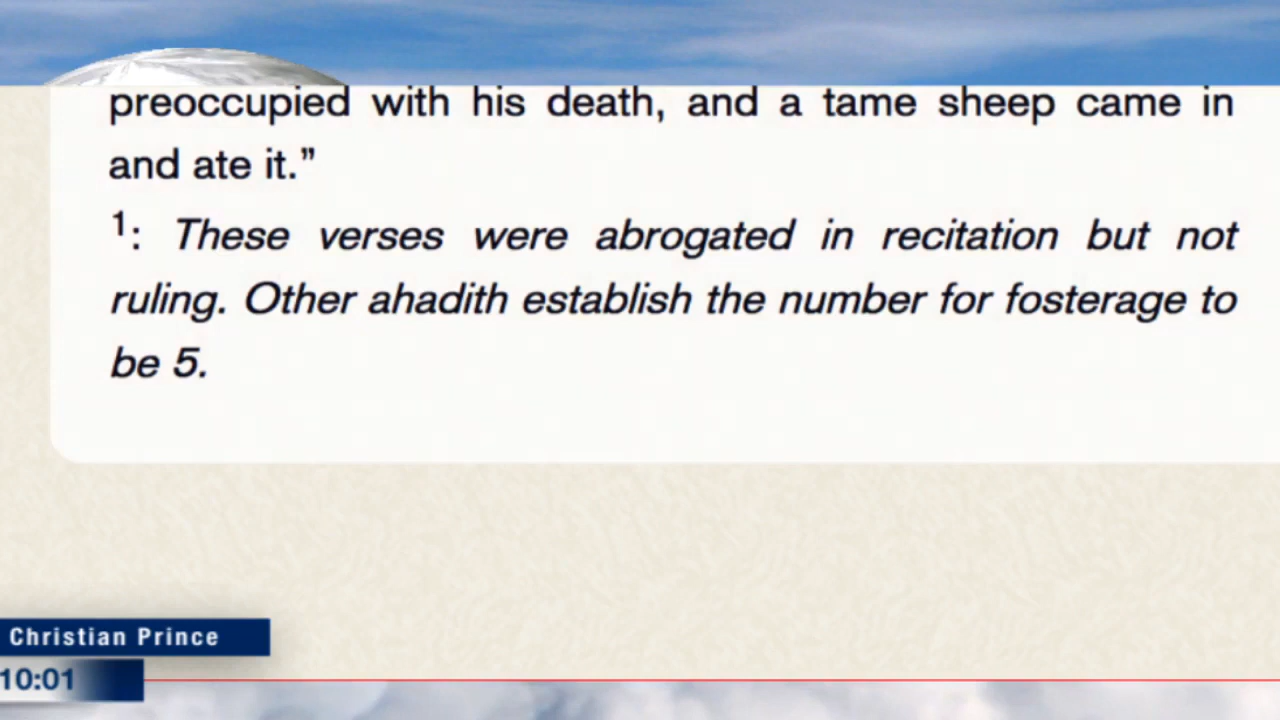 preoccupied with his death, and a tame sheep came in
and ate it.”
1: These verses were abrogated in recitation but not
ruling. Other ahadith establish the number for fosterage to
be 5.
Christian Prince
10:01